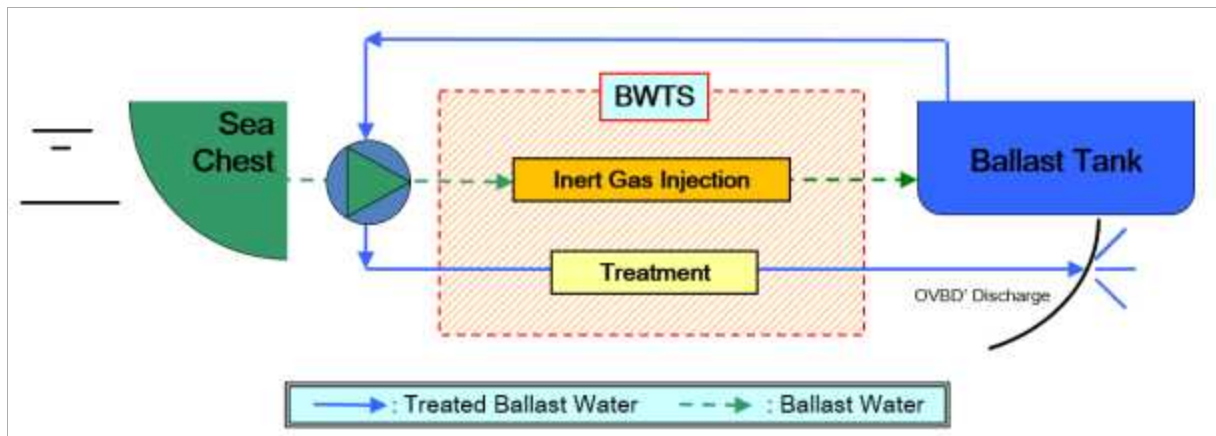 BWTS
Sea
Chest
Inert Gas Injection
Ballast Tank
Treatment
OVBD' Discharge
: Treated Ballast Water
: Ballast Water